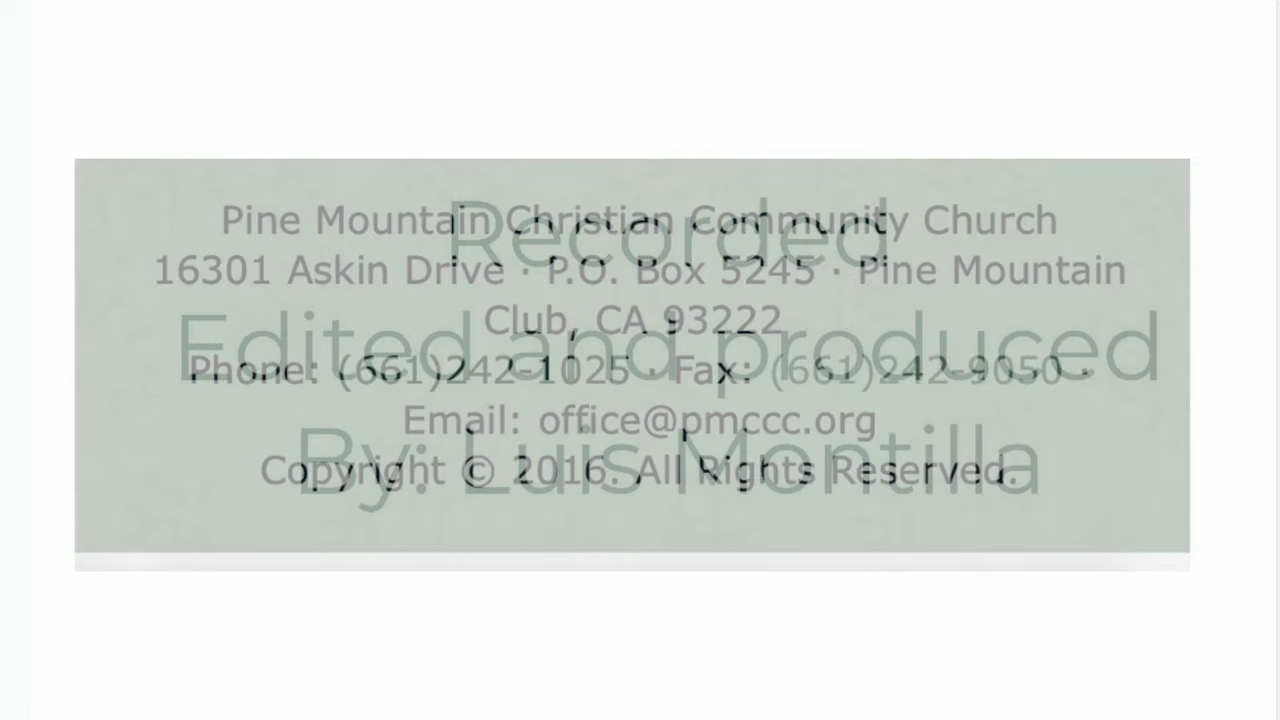 Pine Mountain Christian Community Church
16301 Askin Drive · P.O. Box 5245 · Pine Mountain
Club, CA 93222
Phone: (661)242-1025 · Fax: (661)242-9050 ·
Email: office@pmccc.org
Copyright © 2016. All Rights Reserved.
Recorded
Edited and produced
By: Luis Montilla